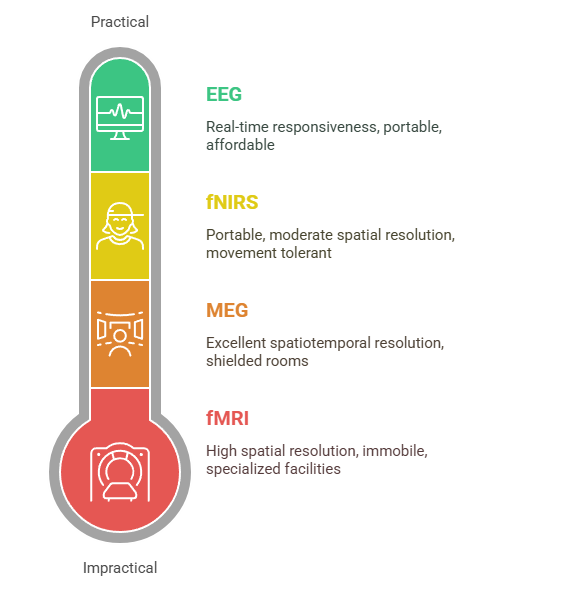 Practical
EEG
Real-time responsiveness, portable,
affordable
fNIRS
Portable, moderate spatial resolution,
movement tolerant
MEG
Excellent spatiotemporal resolution,
shielded rooms
fMRI
High spatial resolution, immobile,
specialized facilities
Impractical